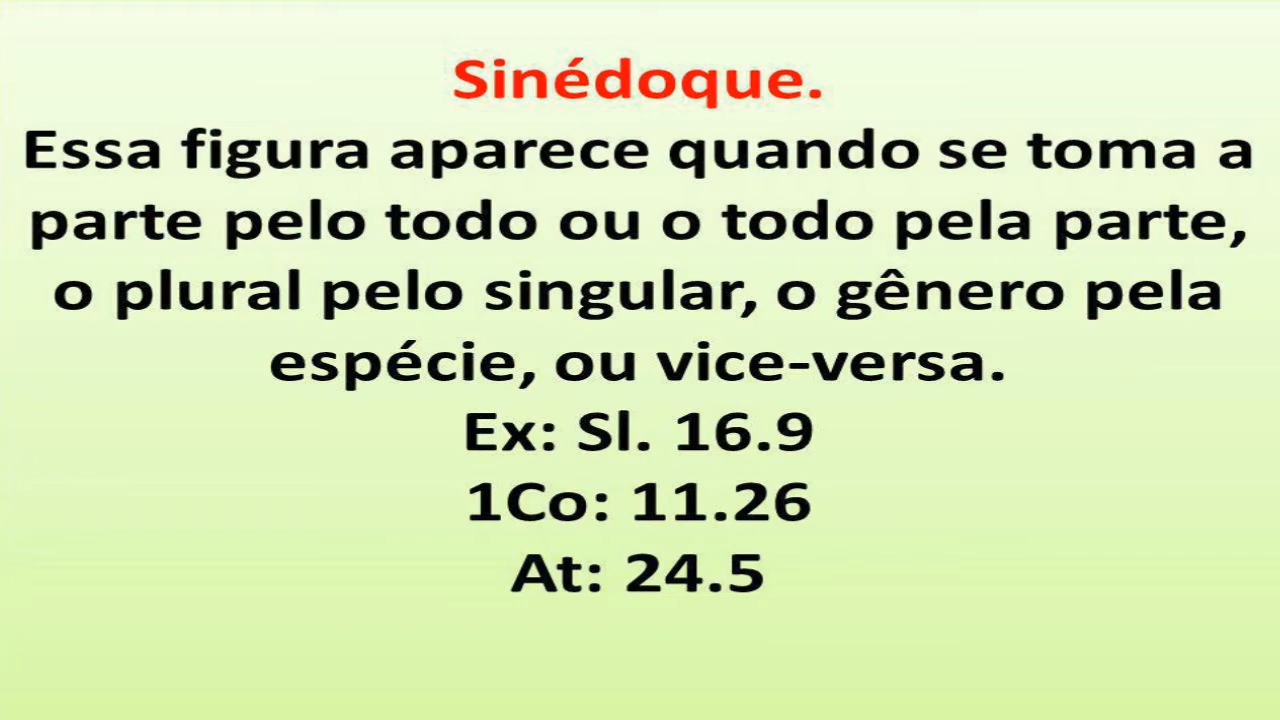 Sinédoque.
Essa figura aparece quando se toma a
parte pelo todo ou o todo pela parte,
o plural pelo singular, o gênero pela
espécie, ou vice-versa.
Ex: Sl. 16.9
1Co: 11.26
At: 24.5